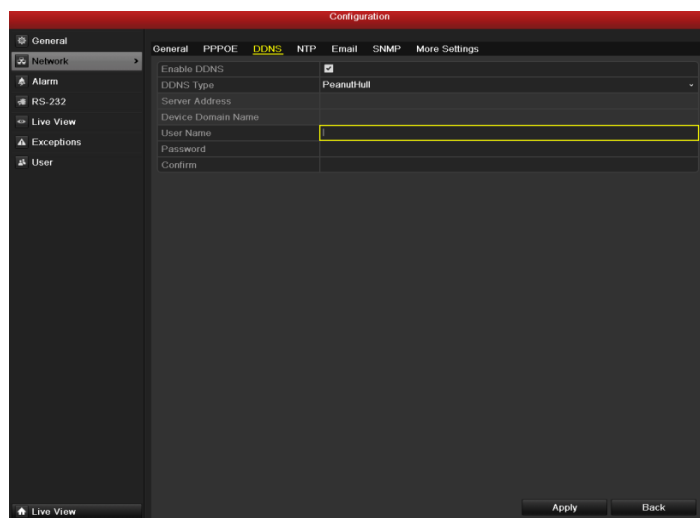 Configuration
General
Network >
Alarm
RS-232
Live View
Exceptions
User
General PPPOE DDNS NTP Email SNMP More Settings
Enable DDNS
DDNS Type PeanutHull
Server Address
Device Domain Name
User Name
Password
Confirm
Live View
Apply Back